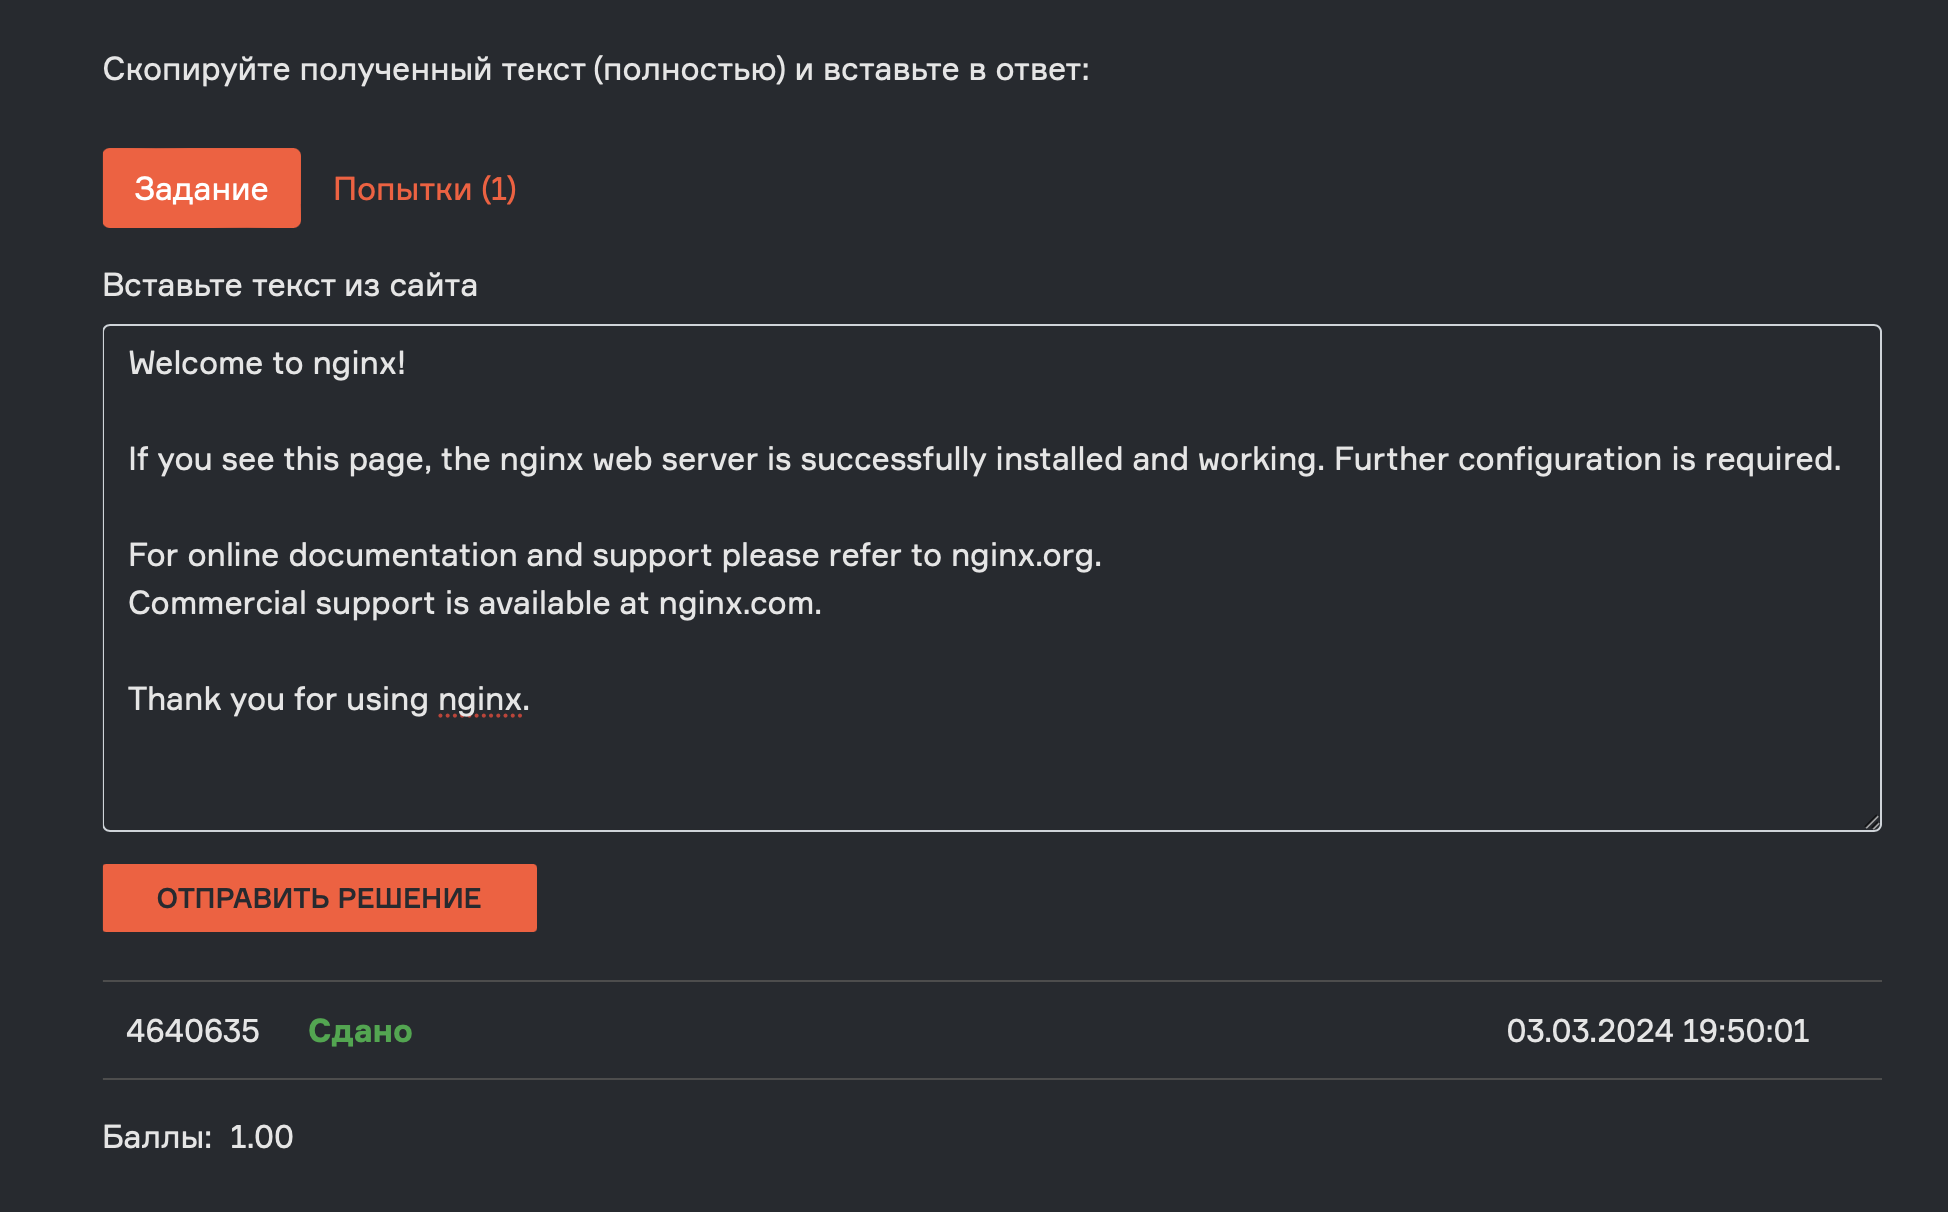 Скопируйте полученный текст (полностью) и вставьте в ответ:
Задание
Попытки (1)
Вставьте текст из сайта
Welcome to nginx!
If you see this page, the nginx web server is successfully installed and working. Further configuration is required.
For online documentation and support please refer to nginx.org.
Commercial support is available at nginx.com.
Thank you for using nginx.
ОТПРАВИТЬ РЕШЕНИЕ
4640635 Сдано 03.03.2024 19:50:01
Баллы: 1.00